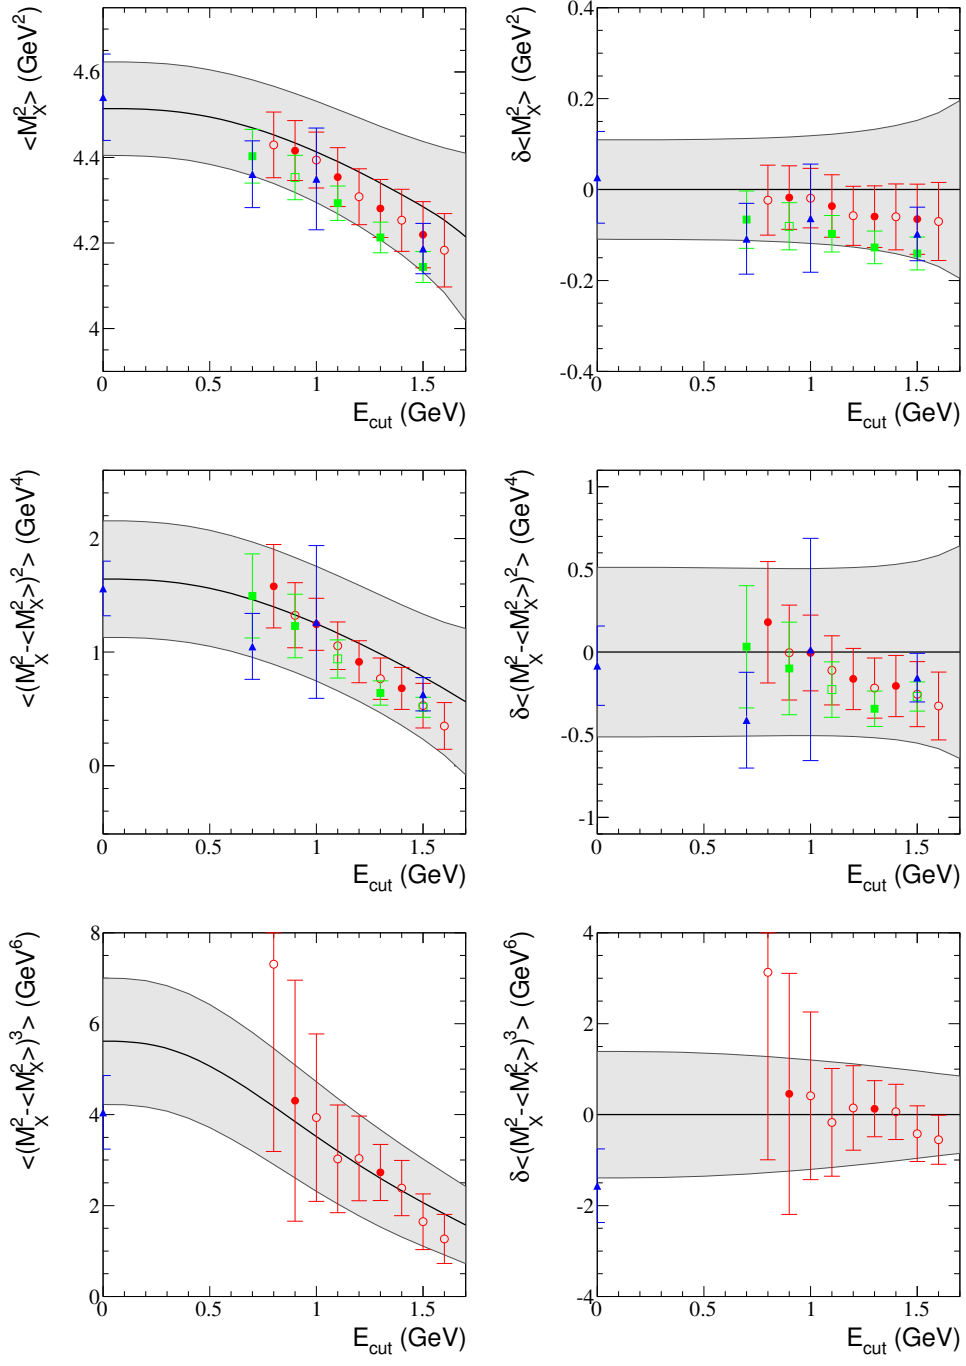 <M_X^2> (GeV^2)
4.6
4.4
4.2
4
0 0.5 1 1.5
E_cut (GeV)
δ<M_X^2> (GeV^2)
0.4
0.2
0
-0.2
-0.4
0 0.5 1 1.5
E_cut (GeV)
<(M_X^2-<M_X^2>)^2> (GeV^4)
2
1
0
0 0.5 1 1.5
E_cut (GeV)
δ<(M_X^2-<M_X^2>)^2> (GeV^4)
1
0.5
0
-0.5
-1
0 0.5 1 1.5
E_cut (GeV)
<(M_X^2-<M_X^2>)^3> (GeV^6)
8
6
4
2
0
0 0.5 1 1.5
E_cut (GeV)
δ<(M_X^2-<M_X^2>)^3> (GeV^6)
4
2
0
-2
-4
0 0.5 1 1.5
E_cut (GeV)